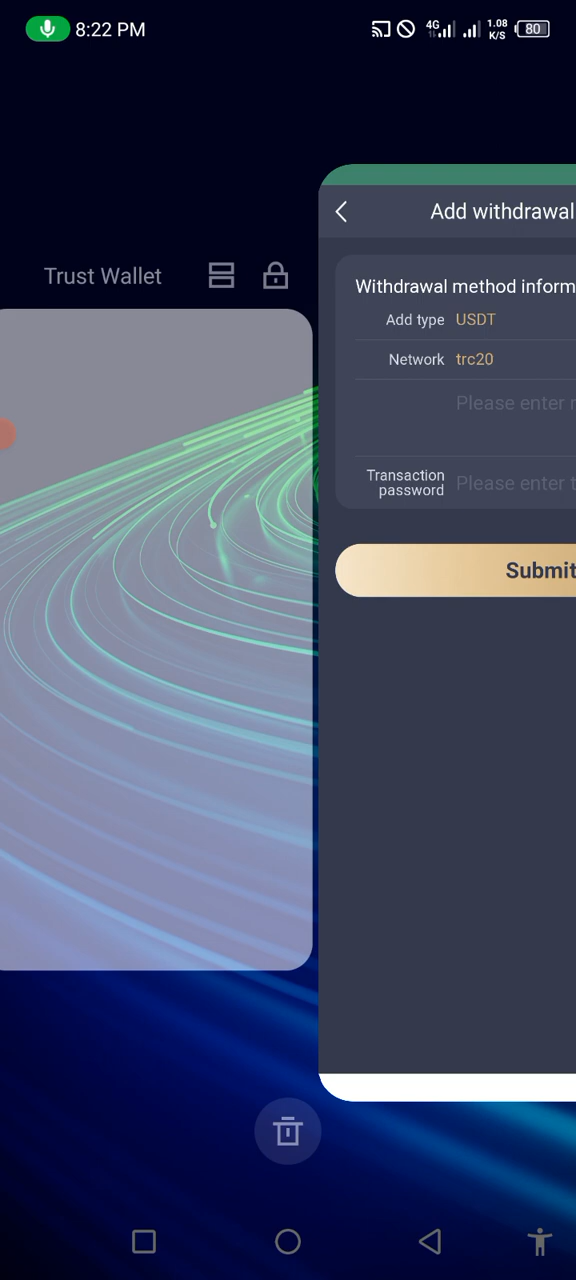 8:22 PM
4G
1.08
K/S
80
Trust Wallet
Add withdrawal
Withdrawal method inform
Add type USDT
Network trc20
Please enter
Transaction
password
Please enter
Submit